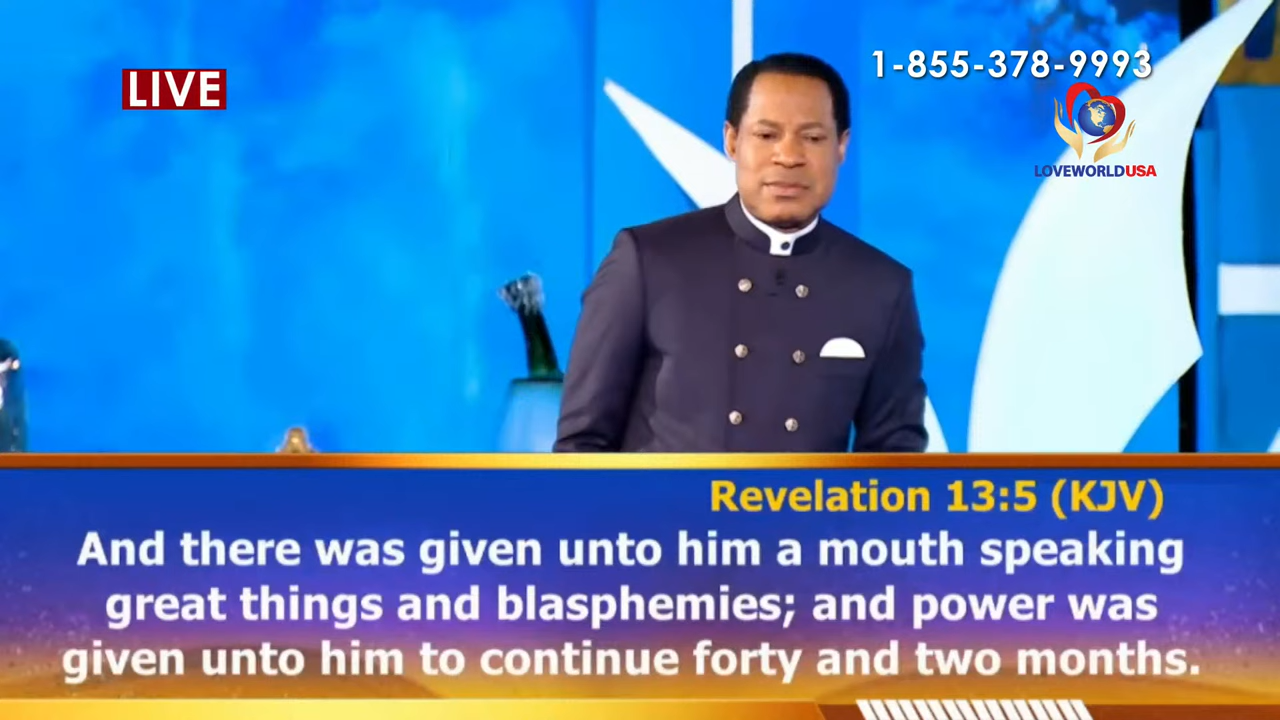 LIVE
1-855-378-9993
LOVEWORLDUSA
Revelation 13:5 (KJV)
And there was given unto him a mouth speaking
great things and blasphemies; and power was
given unto him to continue forty and two months.